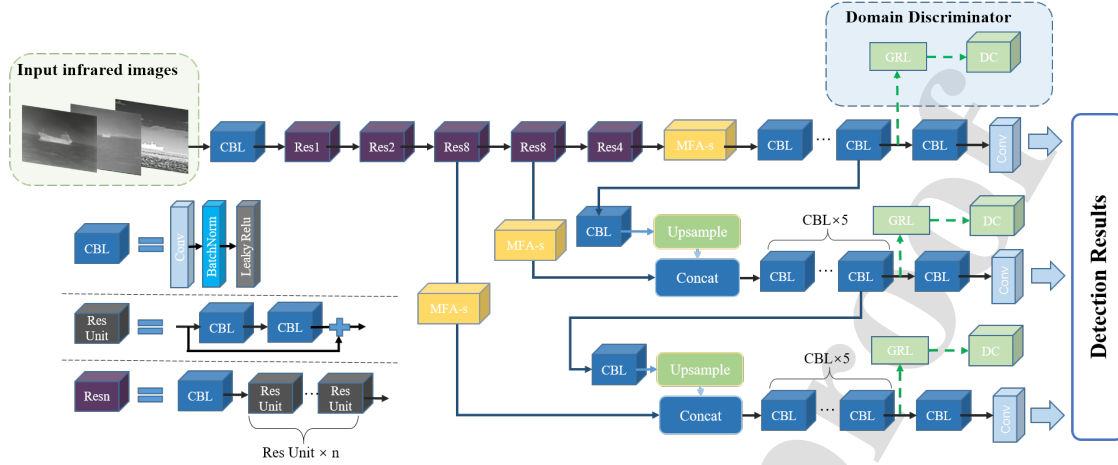 Domain Discriminator
Input infrared images
GRL
DC
CBL
Res1
Res2
Res8
Res8
Res4
MFA-s
CBL
...
CBL
CBL
Conv
CBL
Conv
BatchNorm
Leaky Relu
MFA-s
CBL
Upsample
Concat
CBL×5
CBL
...
CBL
GRL
DC
CBL
Conv
Detection Results
Res
Unit
CBL
CBL
MFA-s
Resn
CBL
Res
Unit
...
Res
Unit
Res Unit × n
CBL
Upsample
Concat
CBL×5
CBL
...
CBL
GRL
DC
CBL
Conv
roof